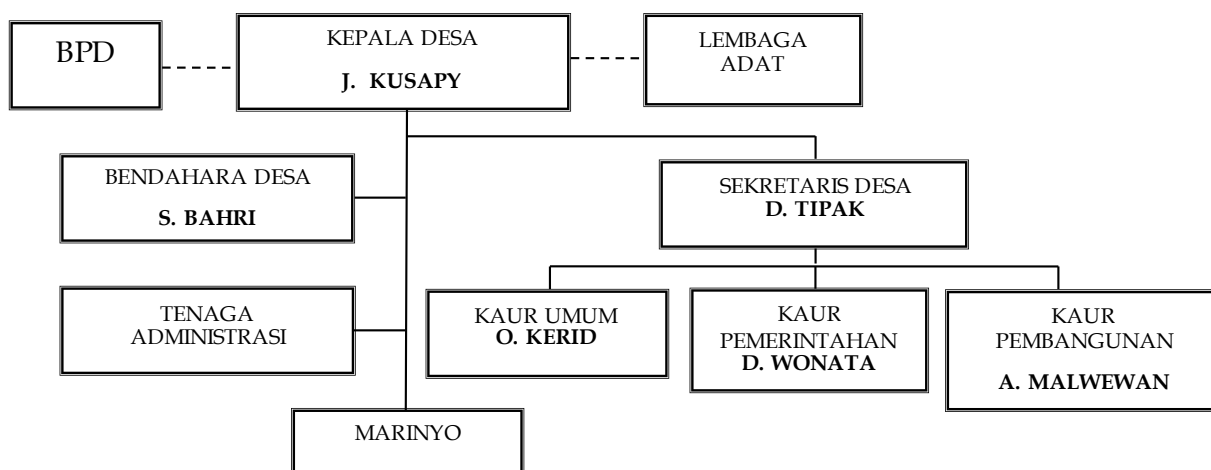 BPD
KEPALA DESA
J. KUSAPY
LEMBAGA
ADAT
BENDAHARA DESA
S. BAHRI
SEKRETARIS DESA
D. TIPAK
TENAGA
ADMINISTRASI
KAUR UMUM
O. KERID
KAUR
PEMERINTAHAN
D. WONATA
KAUR
PEMBANGUNAN
A. MALWEWAN
MARINYO